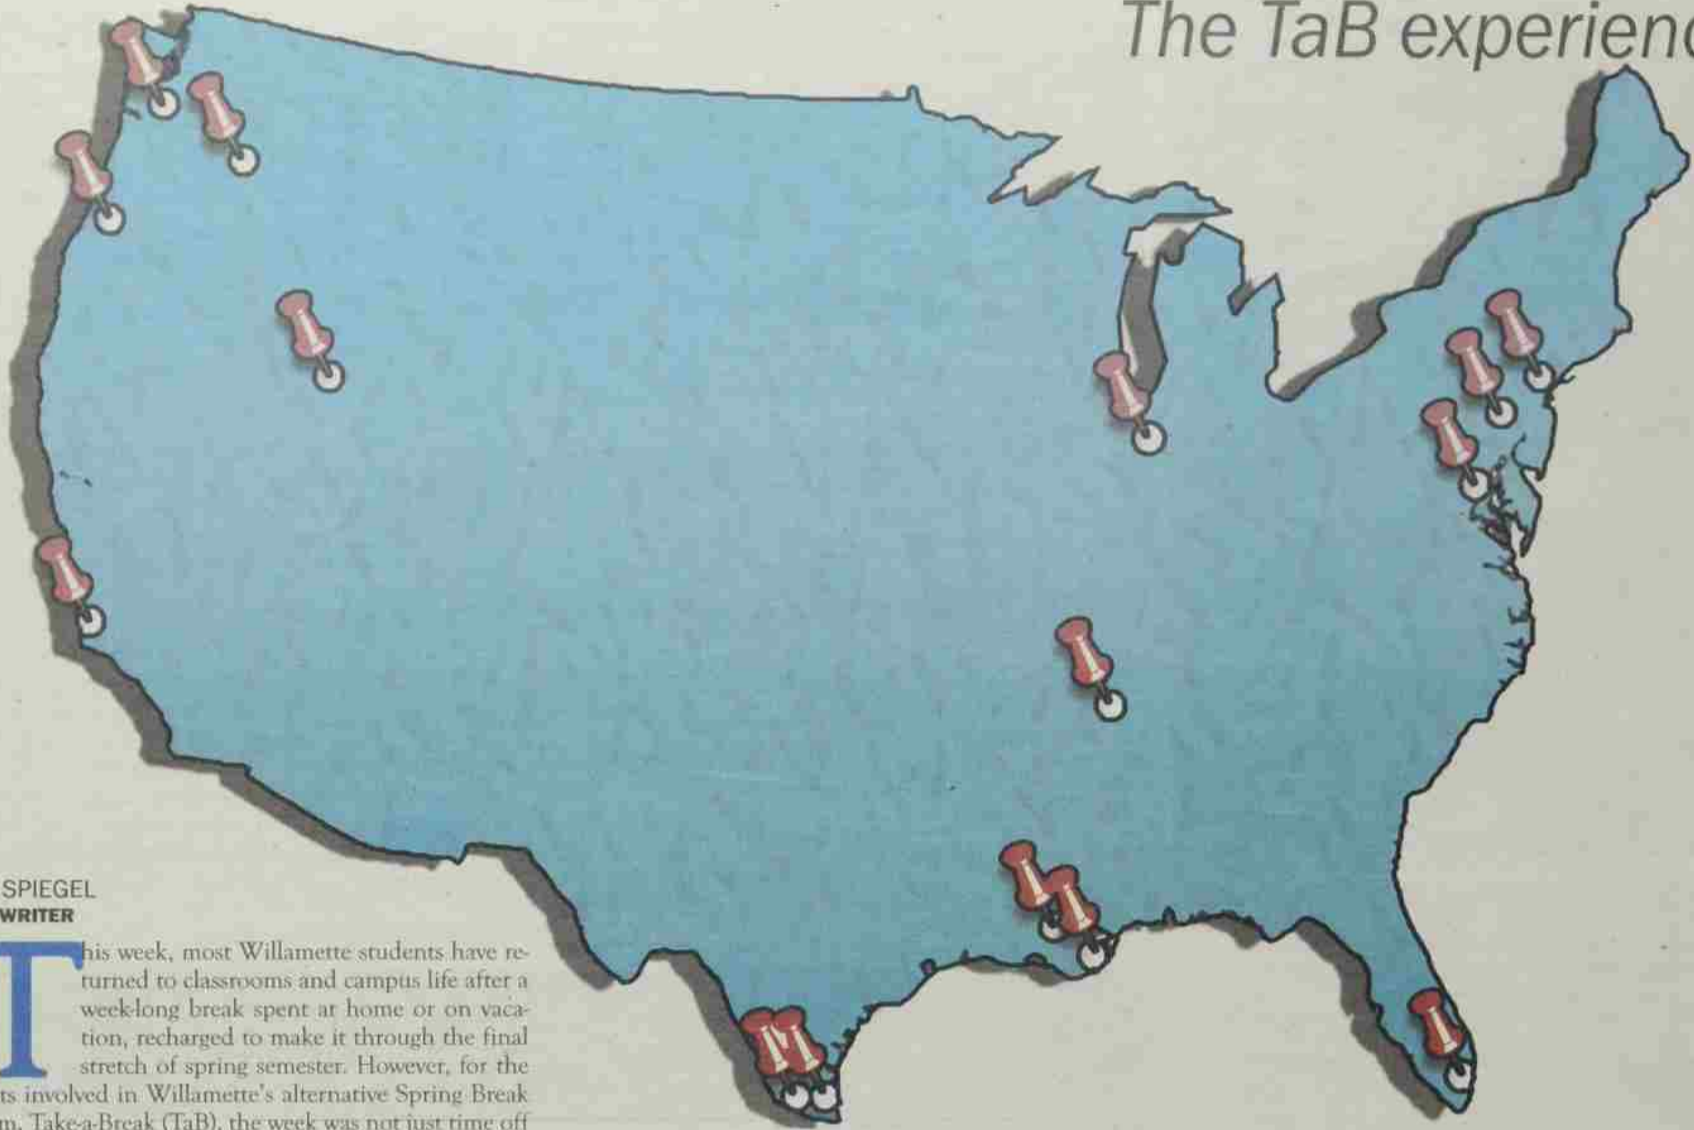 The TaB experienc
SPIEGEL
WRITER
This week, most Willamette students have re-
turned to classrooms and campus life after a
week-long break spent at home or on vaca-
tion, recharged to make it through the final
stretch of spring semester. However, for the
ts involved in Willamette's alternative Spring Break
m, Take-a-Break (TaB), the week was not just time off